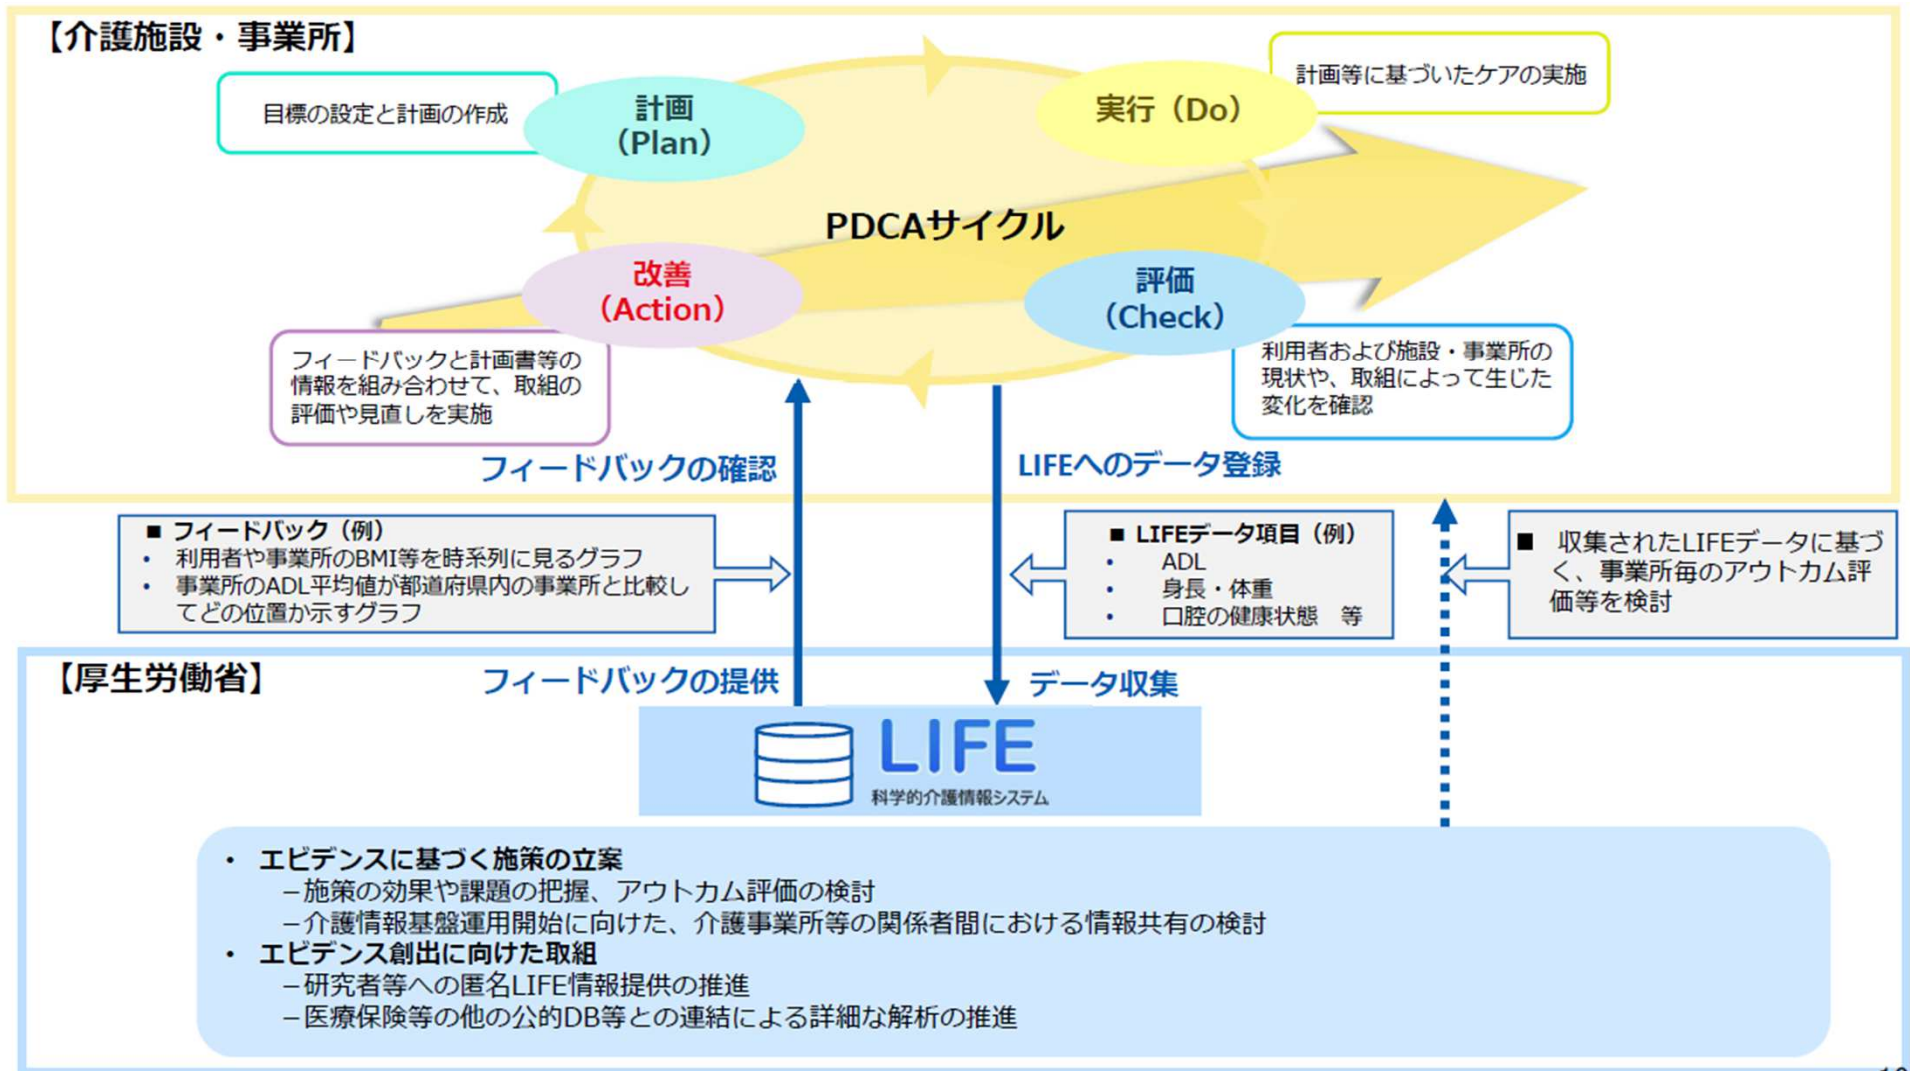 【介護施設・事業所】
目標の設定と計画の作成
計画
（Plan）
実行（Do）
計画等に基づいたケアの実施
PDCAサイクル
改善
（Action）
評価
（Check）
フィードバックと計画書等の
情報を組み合わせて、取組の
評価や見直しを実施
利用者および施設・事業所の
現状や、取組によって生じた
変化を確認
フィードバックの確認
LIFEへのデータ登録
■ フィードバック（例）
• 利用者や事業所のBMI等を時系列に見るグラフ
• 事業所のADL平均値が都道府県内の事業所と比較し
てどの位置か示すグラフ
■ LIFEデータ項目（例）
• ADL
• 身長・体重
• 口腔の健康状態　等
■ 収集されたLIFEデータに基づ
く、事業所毎のアウトカム評
価等を検討
【厚生労働省】
フィードバックの提供
データ収集
LIFE
科学的介護情報システム
• エビデンスに基づく施策の立案
－施策の効果や課題の把握、アウトカム評価の検討
－介護情報基盤運用開始に向けた、介護事業所等の関係者間における情報共有の検討
• エビデンス創出に向けた取組
－研究者等への匿名LIFE情報提供の推進
－医療保険等の他の公的DB等との連結による詳細な解析の推進